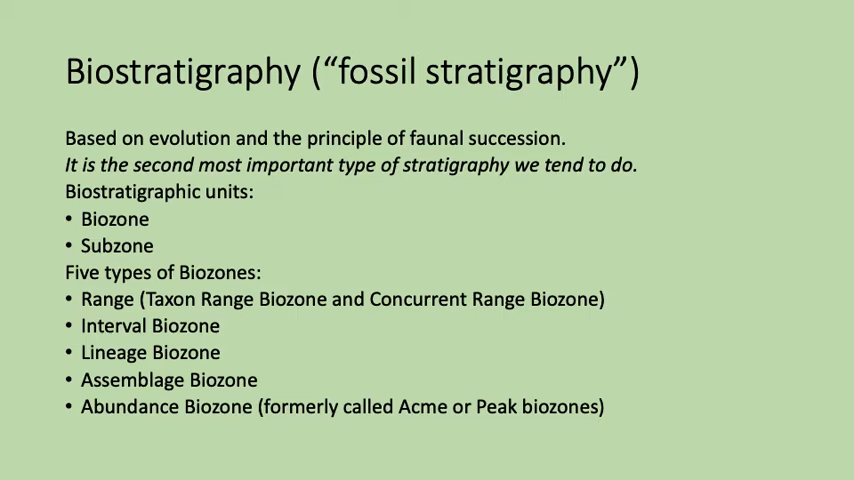 Biostratigraphy (“fossil stratigraphy”)
Based on evolution and the principle of faunal succession.
It is the second most important type of stratigraphy we tend to do.
Biostratigraphic units:
• Biozone
• Subzone
Five types of Biozones:
• Range (Taxon Range Biozone and Concurrent Range Biozone)
• Interval Biozone
• Lineage Biozone
• Assemblage Biozone
• Abundance Biozone (formerly called Acme or Peak biozones)